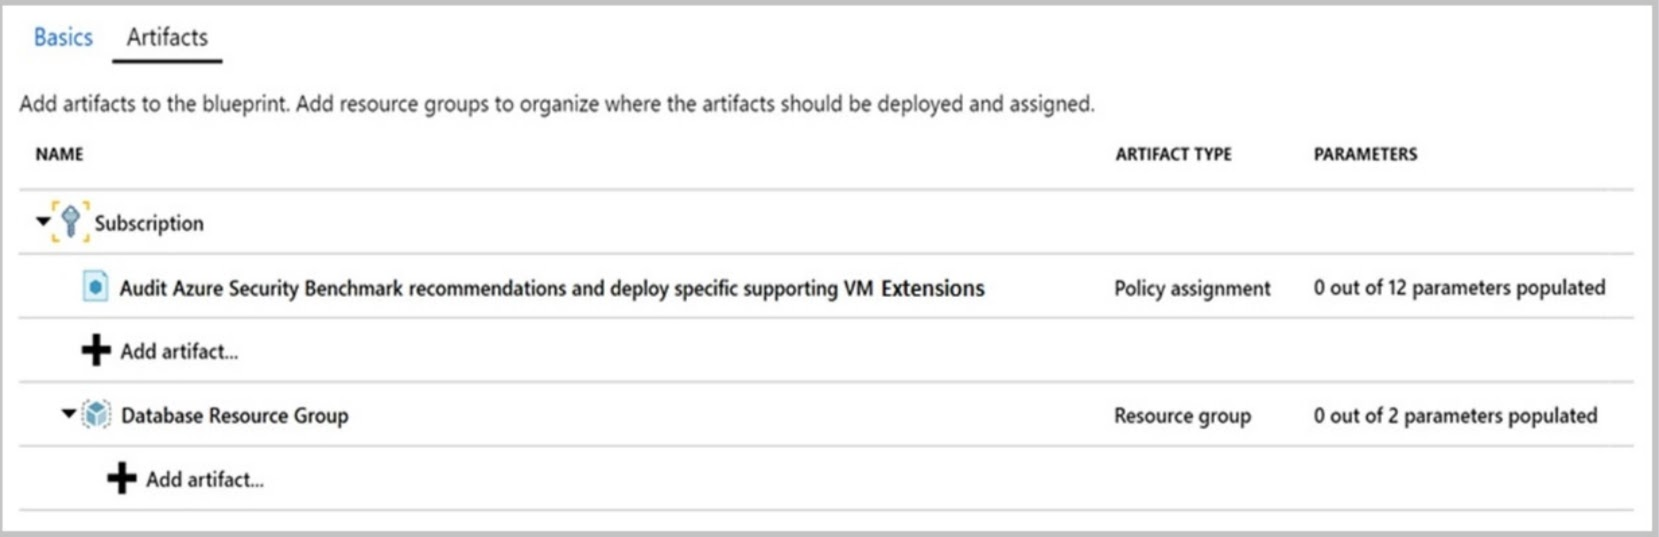 Basics Artifacts
Add artifacts to the blueprint. Add resource groups to organize where the artifacts should be deployed and assigned.
NAME ARTIFACT TYPE PARAMETERS
Subscription
Audit Azure Security Benchmark recommendations and deploy specific supporting VM Extensions Policy assignment 0 out of 12 parameters populated
Add artifact...
Database Resource Group Resource group 0 out of 2 parameters populated
Add artifact...